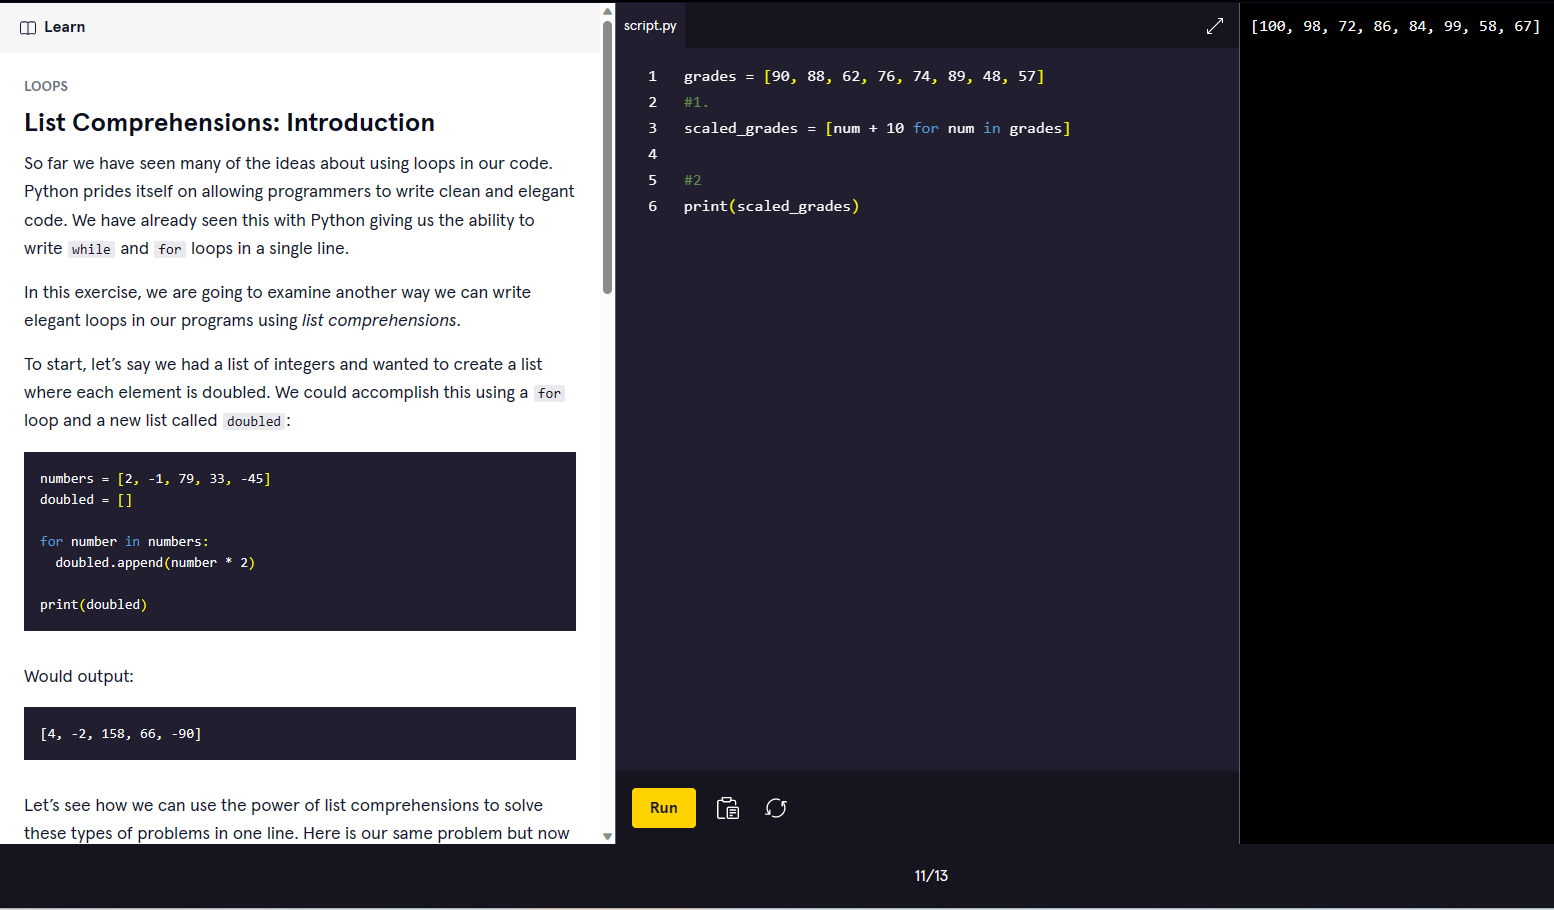 Learn
LOOPS
List Comprehensions: Introduction
So far we have seen many of the ideas about using loops in our code.
Python prides itself on allowing programmers to write clean and elegant
code. We have already seen this with Python giving us the ability to
write while and for loops in a single line.
In this exercise, we are going to examine another way we can write
elegant loops in our programs using list comprehensions.
To start, let’s say we had a list of integers and wanted to create a list
where each element is doubled. We could accomplish this using a for
loop and a new list called doubled:
numbers = [2, -1, 79, 33, -45]
doubled = []
for number in numbers:
  doubled.append(number * 2)
print(doubled)
Would output:
[4, -2, 158, 66, -90]
Let’s see how we can use the power of list comprehensions to solve
these types of problems in one line. Here is our same problem but now
script.py
1 grades = [90, 88, 62, 76, 74, 89, 48, 57]
2 #1.
3 scaled_grades = [num + 10 for num in grades]
4
5 #2
6 print(scaled_grades)
Run
[100, 98, 72, 86, 84, 99, 58, 67]
11/13